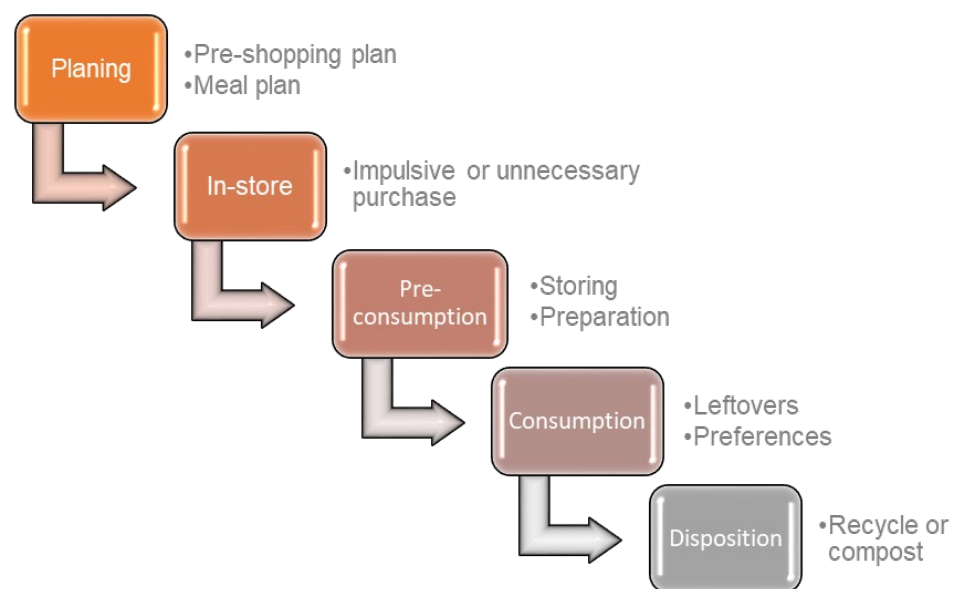 Planing
•Pre-shopping plan
•Meal plan
In-store
•Impulsive or unnecessary
purchase
Pre-
consumption
•Storing
•Preparation
Consumption
•Leftovers
•Preferences
Disposition
•Recycle or
compost